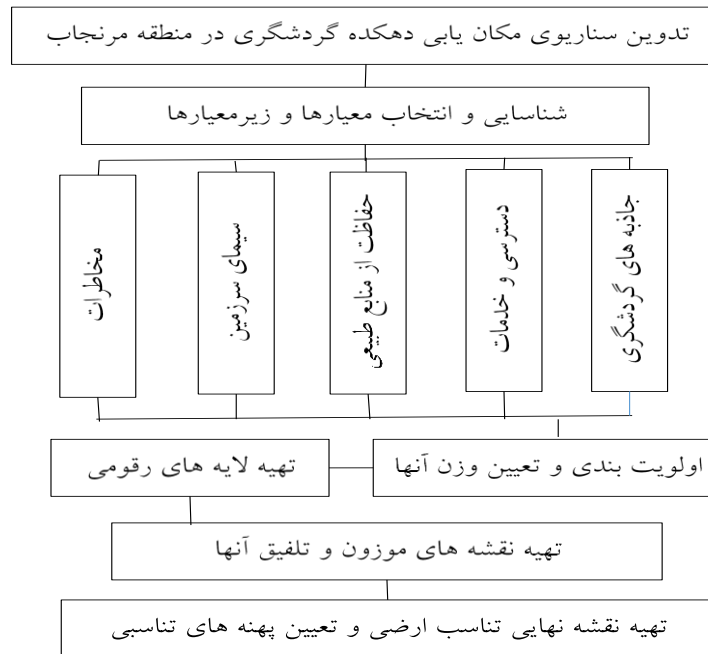 تدوین سناریوی مکان یابی دهکده گردشگری در منطقه مرنجاب
شناسایی و انتخاب معیارها و زیرمعیارها
جاذبه های گردشگری
دسترسی و خدمات
حفاظت از منابع طبیعی
سیمای سرزمین
مخاطرات
اولویت بندی و تعیین وزن آنها
تهیه لایه های رقومی
تهیه نقشه های موزون و تلفیق آنها
تهیه نقشه نهایی تناسب ارضی و تعیین پهنه های تناسبی